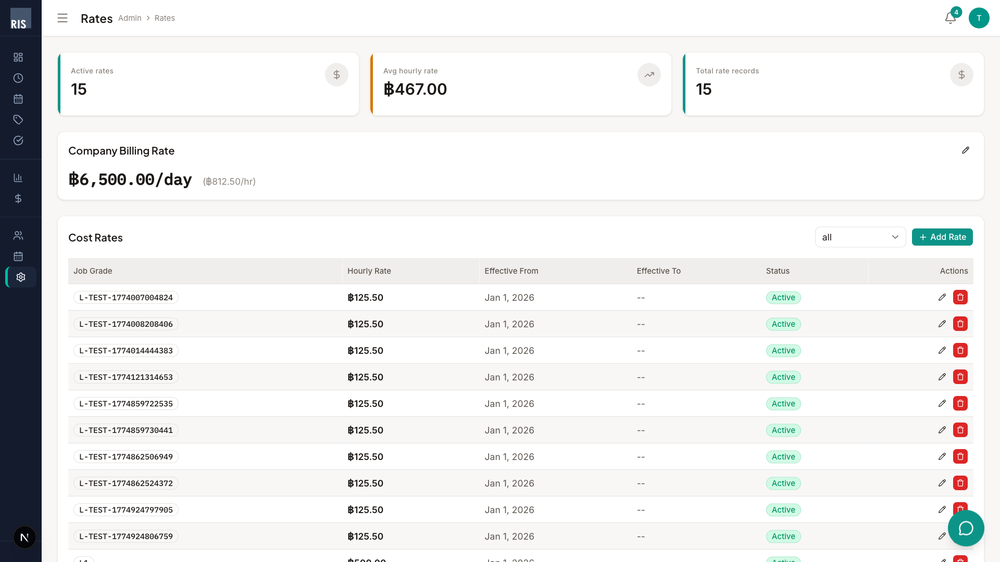 RIS
Rates Admin > Rates
4
T
Active rates
15
Avg hourly rate
฿467.00
Total rate records
15
Company Billing Rate
฿6,500.00/day (฿812.50/hr)
Cost Rates
all
+ Add Rate
Job Grade Hourly Rate Effective From Effective To Status Actions
L-TEST-1774007004824 ฿125.50 Jan 1, 2026 -- Active
L-TEST-1774008208406 ฿125.50 Jan 1, 2026 -- Active
L-TEST-1774014444383 ฿125.50 Jan 1, 2026 -- Active
L-TEST-1774121314653 ฿125.50 Jan 1, 2026 -- Active
L-TEST-1774859722535 ฿125.50 Jan 1, 2026 -- Active
L-TEST-1774859730441 ฿125.50 Jan 1, 2026 -- Active
L-TEST-1774862506949 ฿125.50 Jan 1, 2026 -- Active
L-TEST-1774862524372 ฿125.50 Jan 1, 2026 -- Active
L-TEST-1774924797905 ฿125.50 Jan 1, 2026 -- Active
L-TEST-1774924806759 ฿125.50 Jan 1, 2026 -- Active
N